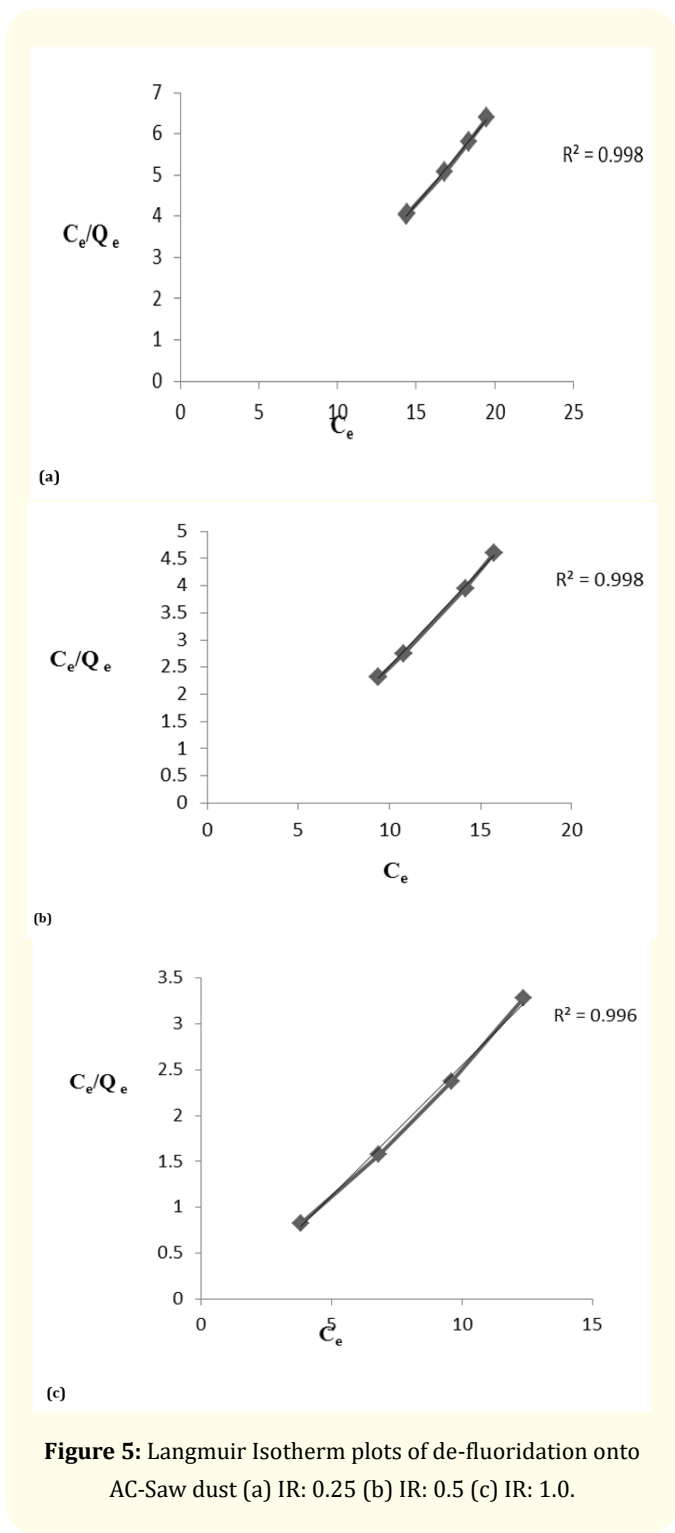 7
6
5
4
3
2
1
0
Ce/Q e
R² = 0.998
0 5 10 15 20 25
Ce
(a)
5
4.5
4
3.5
3
2.5
2
1.5
1
0.5
0
Ce/Q e
R² = 0.998
0 5 10 15 20
Ce
(b)
3.5
3
2.5
2
1.5
1
0.5
0
Ce/Q e
R² = 0.996
0 5 10 15
Ce
(c)
Figure 5: Langmuir Isotherm plots of de-fluoridation onto
AC-Saw dust (a) IR: 0.25 (b) IR: 0.5 (c) IR: 1.0.